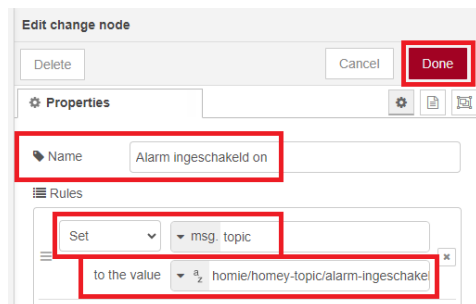 Edit change node
Delete Cancel Done
Properties
Name Alarm ingeschakeld on
Rules
Set msg. topic
to the value a z homie/homey-topic/alarm-ingeschakel